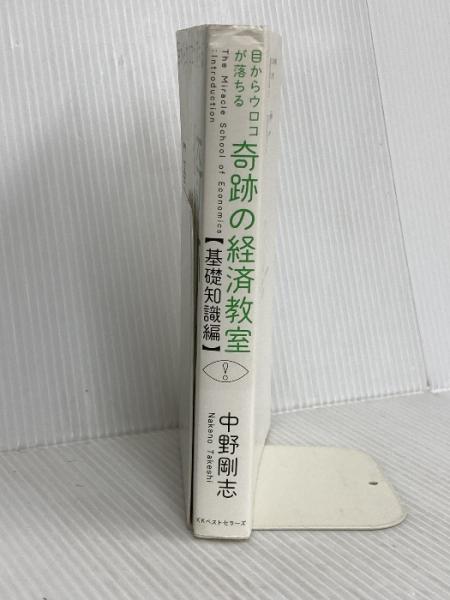 目からウロコ
が落ちる
The Miracle School of Economics
:Introduction
奇跡の経済教室
【基礎知識編】
中野剛志
Nakano Takeshi
KKベストセラーズ